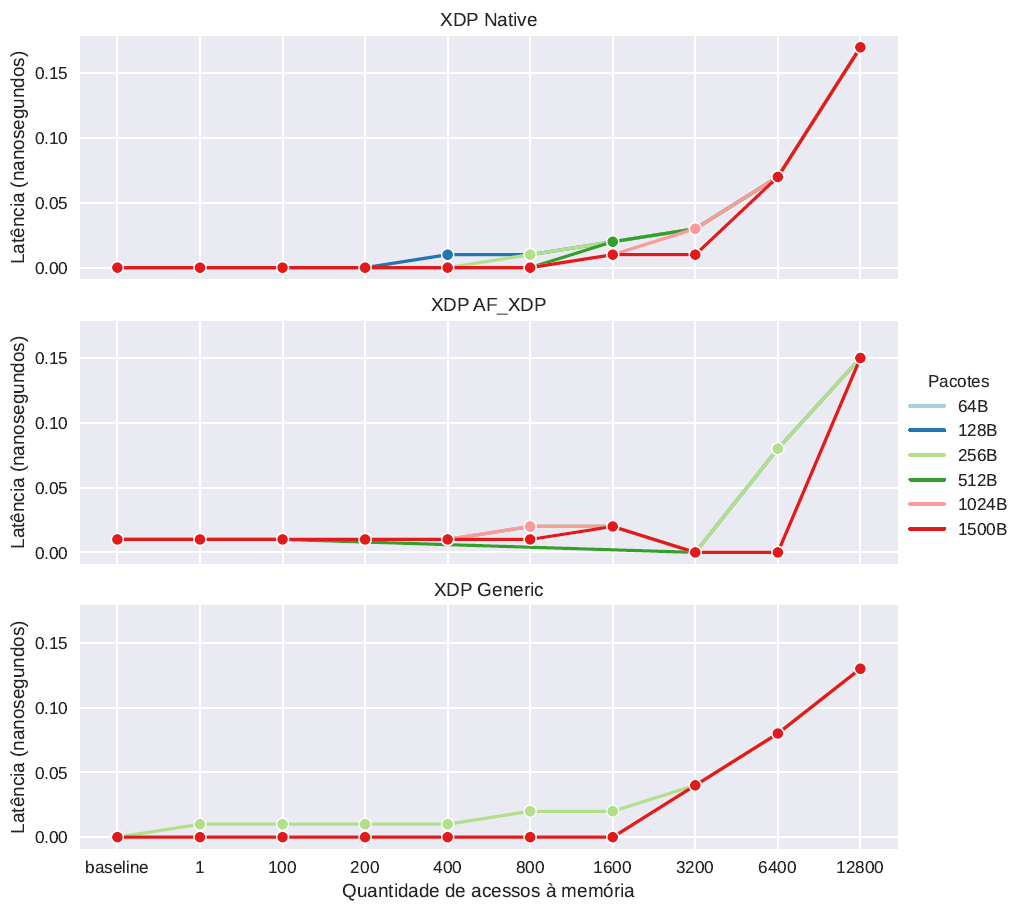 XDP Native
Latência (nanosegundos)
0.15
0.10
0.05
0.00
XDP AF_XDP
Latência (nanosegundos)
0.15
0.10
0.05
0.00
Pacotes
64B
128B
256B
512B
1024B
1500B
XDP Generic
Latência (nanosegundos)
0.15
0.10
0.05
0.00
baseline 1 100 200 400 800 1600 3200 6400 12800
Quantidade de acessos à memória